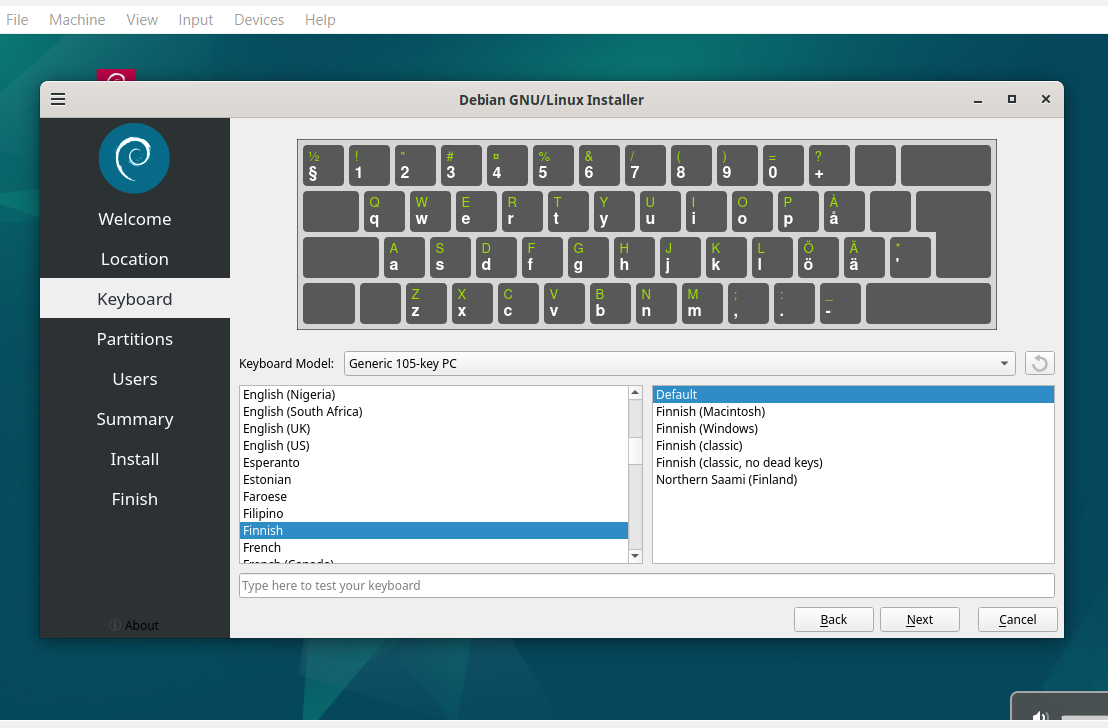 File Machine View Input Devices Help
Debian GNU/Linux Installer
½ ! " # ¤ % & / ( ) = ?
§ 1 2 3 4 5 6 7 8 9 0 +
Q W E R T Y U I O P Å
q w e r t y u i o p å
A S D F G H J K L Ö Ä *
a s d f g h j k l ö ä '
Z X C V B N M ; : _
z x c v b n m , . -
Welcome
Location
Keyboard
Partitions
Users
Summary
Install
Finish
About
Keyboard Model: Generic 105-key PC
English (Nigeria)
English (South Africa)
English (UK)
English (US)
Esperanto
Estonian
Faroese
Filipino
Finnish
French
French (Canada)
Default
Finnish (Macintosh)
Finnish (Windows)
Finnish (classic)
Finnish (classic, no dead keys)
Northern Saami (Finland)
Type here to test your keyboard
Back Next Cancel